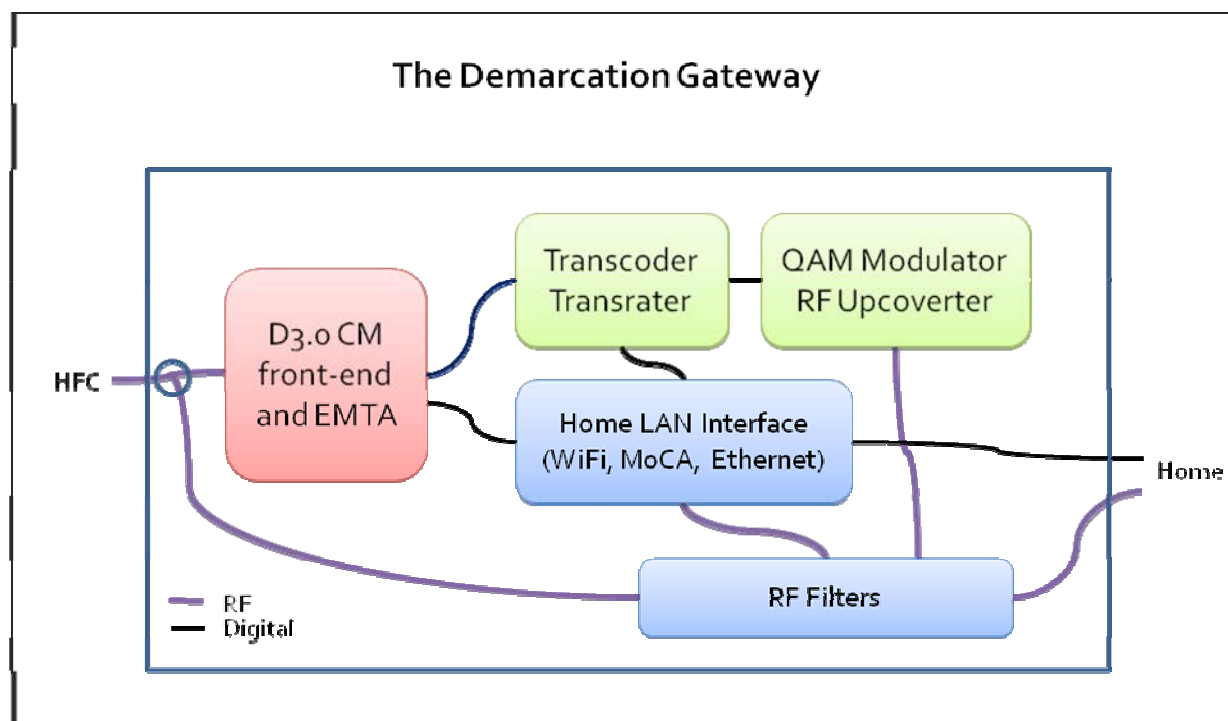 The Demarcation Gateway
HFC
D3.0 CM
front-end
and EMTA
Transcoder
Transrater
QAM Modulator
RF Upcoverter
Home LAN Interface
(WiFi, MoCA, Ethernet)
Home
RF Filters
RF
Digital